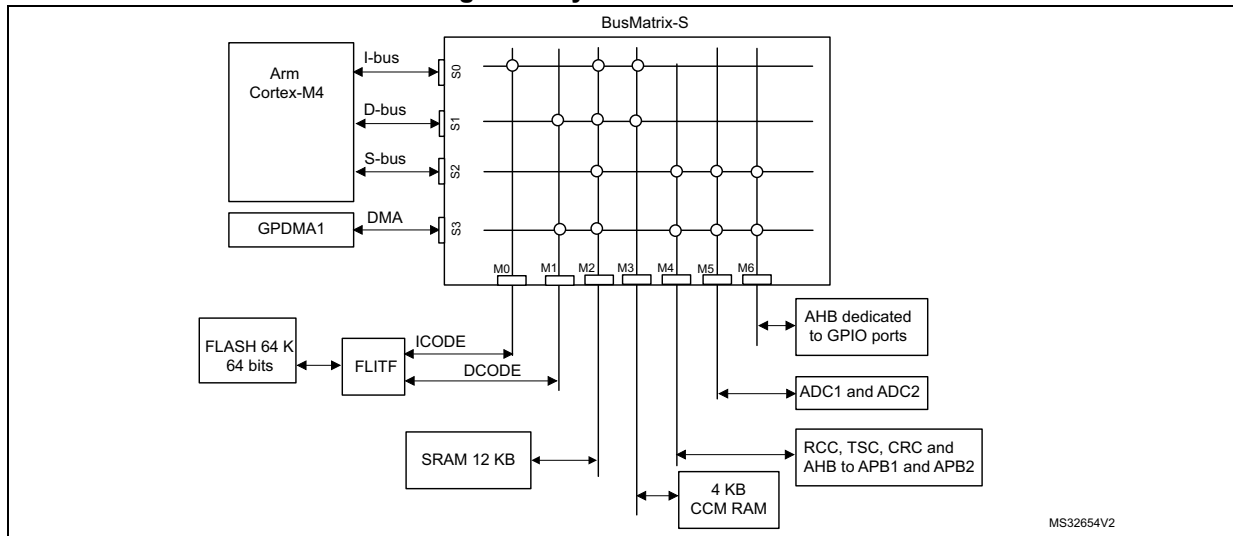 BusMatrix-S
Arm
Cortex-M4
I-bus
D-bus
S-bus
GPDMA1
DMA
S0
S1
S2
S3
M0
M1
M2
M3
M4
M5
M6
FLASH 64 K
64 bits
FLITF
ICODE
DCODE
SRAM 12 KB
AHB dedicated
to GPIO ports
ADC1 and ADC2
RCC, TSC, CRC and
AHB to APB1 and APB2
4 KB
CCM RAM
MS32654V2